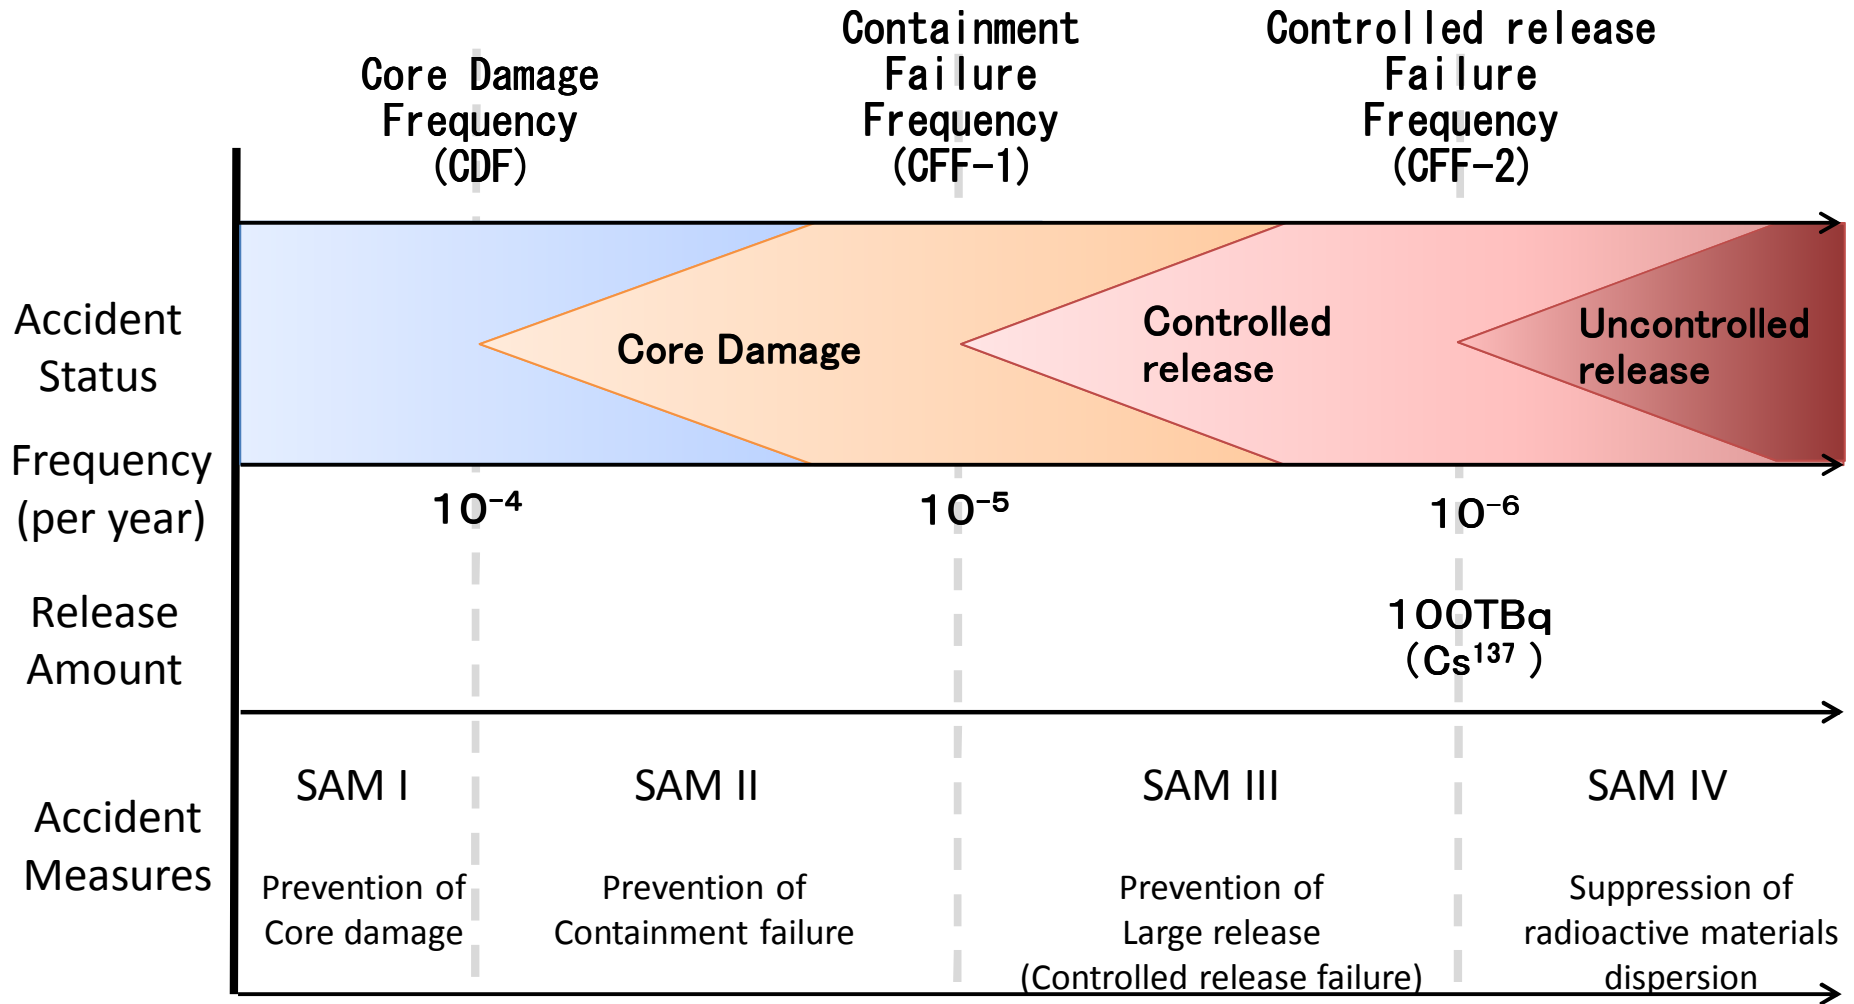 Core Damage
Frequency
(CDF)
Containment
Failure
Frequency
(CFF-1)
Controlled release
Failure
Frequency
(CFF-2)
Accident
Status
Core Damage
Controlled
release
Uncontrolled
release
Frequency
(per year)
10⁻⁴
10⁻⁵
10⁻⁶
Release
Amount
100TBq
(Cs¹³⁷ )
Accident
Measures
SAM I
Prevention of
Core damage
SAM II
Prevention of
Containment failure
SAM III
Prevention of
Large release
(Controlled release failure)
SAM IV
Suppression of
radioactive materials
dispersion